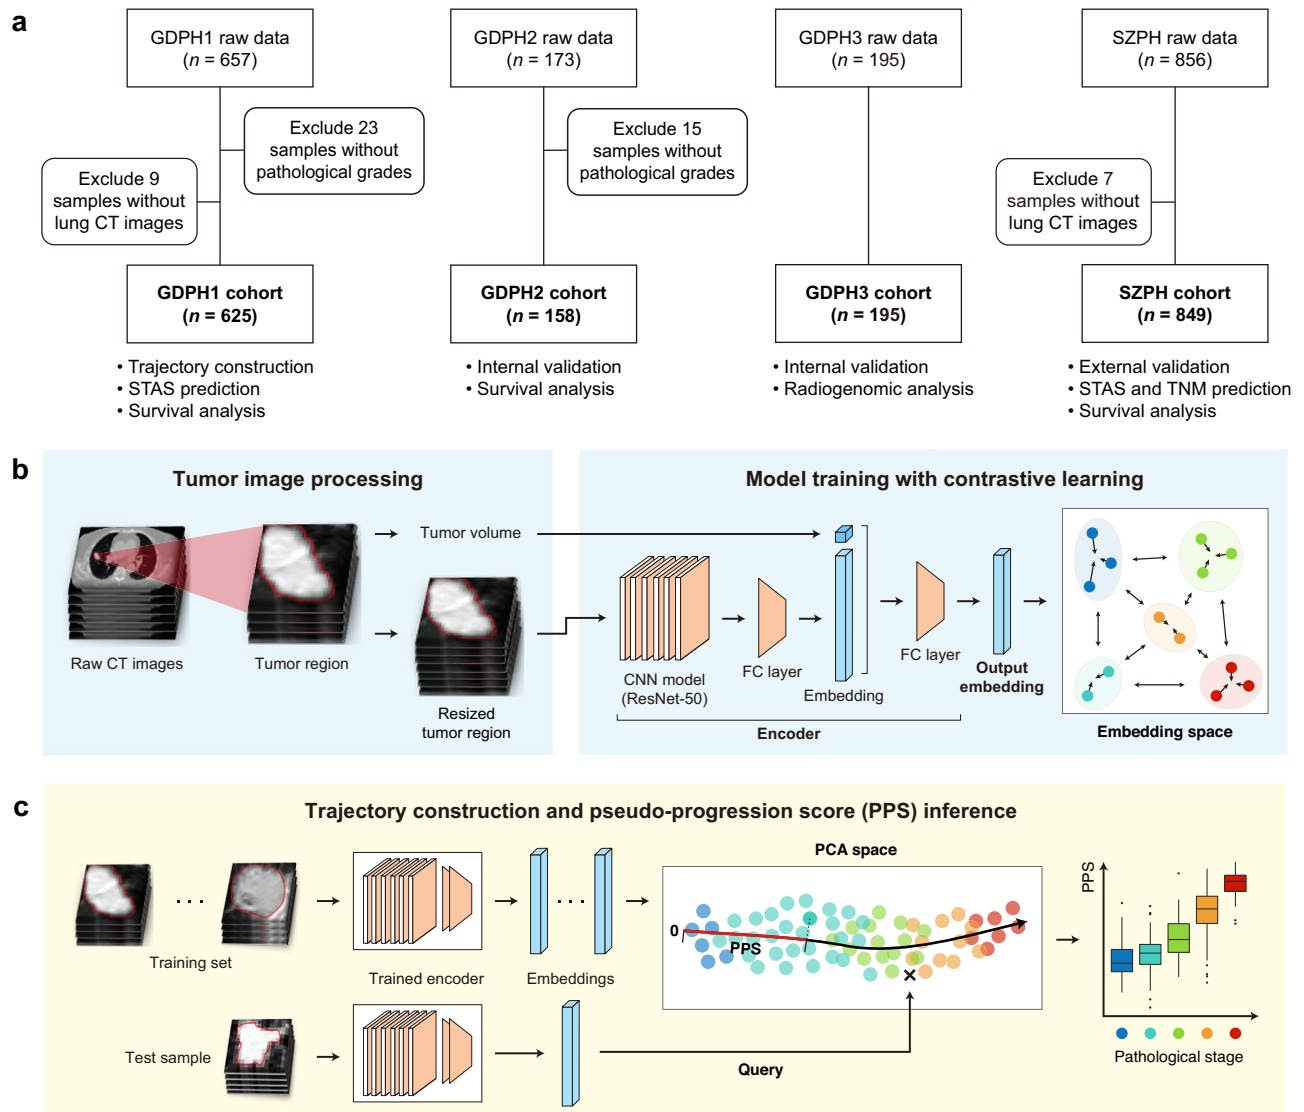 a
GDPH1 raw data
(n = 657)
GDPH2 raw data
(n = 173)
GDPH3 raw data
(n = 195)
SZPH raw data
(n = 856)
Exclude 23
samples without
pathological grades
Exclude 15
samples without
pathological grades
Exclude 9
samples without
lung CT images
Exclude 7
samples without
lung CT images
GDPH1 cohort
(n = 625)
GDPH2 cohort
(n = 158)
GDPH3 cohort
(n = 195)
SZPH cohort
(n = 849)
• Trajectory construction
• STAS prediction
• Survival analysis
• Internal validation
• Survival analysis
• Internal validation
• Radiogenomic analysis
• External validation
• STAS and TNM prediction
• Survival analysis
b
Tumor image processing
Raw CT images
Tumor region
Tumor volume
Resized
tumor region
Model training with contrastive learning
CNN model
(ResNet-50)
FC layer
Embedding
FC layer
Output
embedding
Encoder
Embedding space
c
Trajectory construction and pseudo-progression score (PPS) inference
Training set
Trained encoder
Embeddings
PCA space
0
PPS
Test sample
Query
PPS
Pathological stage